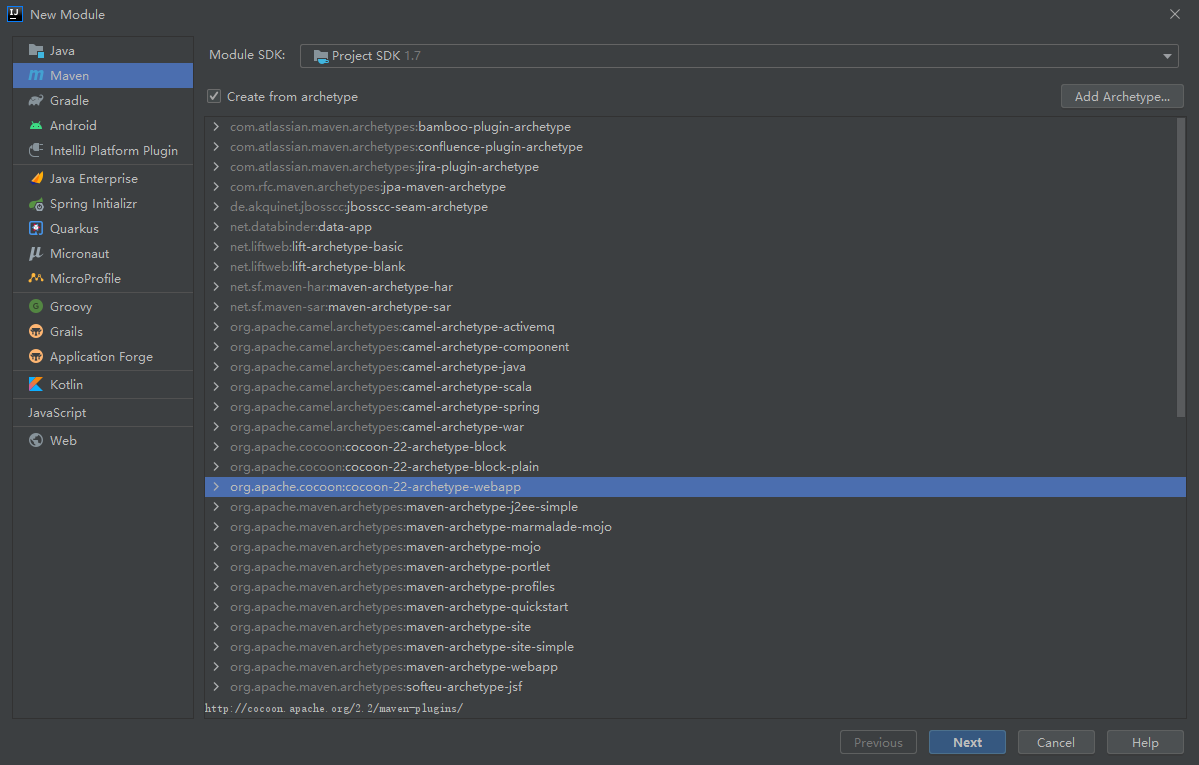 New Module
Java
Maven
Gradle
Android
IntelliJ Platform Plugin
Java Enterprise
Spring Initializr
Quarkus
Micronaut
MicroProfile
Groovy
Grails
Application Forge
Kotlin
JavaScript
Web
Module SDK: Project SDK 1.7
Create from archetype
Add Archetype...
com.atlassian.maven.archetypes:bamboo-plugin-archetype
com.atlassian.maven.archetypes:confluence-plugin-archetype
com.atlassian.maven.archetypes:jira-plugin-archetype
com.rfc.maven.archetypes:jpa-maven-archetype
de.akquinet.jbosscc:jbosscc-seam-archetype
net.databinder:data-app
net.liftweb:lift-archetype-basic
net.liftweb:lift-archetype-blank
net.sf.maven-har:maven-archetype-har
net.sf.maven-sar:maven-archetype-sar
org.apache.camel.archetypes:camel-archetype-activemq
org.apache.camel.archetypes:camel-archetype-component
org.apache.camel.archetypes:camel-archetype-java
org.apache.camel.archetypes:camel-archetype-scala
org.apache.camel.archetypes:camel-archetype-spring
org.apache.camel.archetypes:camel-archetype-war
org.apache.cocoon:cocoon-22-archetype-block
org.apache.cocoon:cocoon-22-archetype-block-plain
org.apache.cocoon:cocoon-22-archetype-webapp
org.apache.maven.archetypes:maven-archetype-j2ee-simple
org.apache.maven.archetypes:maven-archetype-marmalade-mojo
org.apache.maven.archetypes:maven-archetype-mojo
org.apache.maven.archetypes:maven-archetype-portlet
org.apache.maven.archetypes:maven-archetype-profiles
org.apache.maven.archetypes:maven-archetype-quickstart
org.apache.maven.archetypes:maven-archetype-site
org.apache.maven.archetypes:maven-archetype-site-simple
org.apache.maven.archetypes:maven-archetype-webapp
org.apache.maven.archetypes:softeu-archetype-jsf
http://cocoon.apache.org/2.2/maven-plugins/
Previous
Next
Cancel
Help